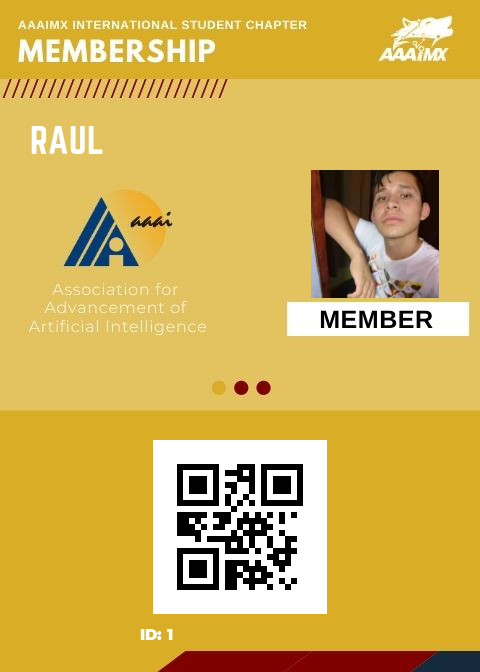 AAAIMX INTERNATIONAL STUDENT CHAPTER
MEMBERSHIP
AAAIMX
RAUL
aaai
Association for
Advancement of
Artificial Intelligence
MEMBER
ID: 1